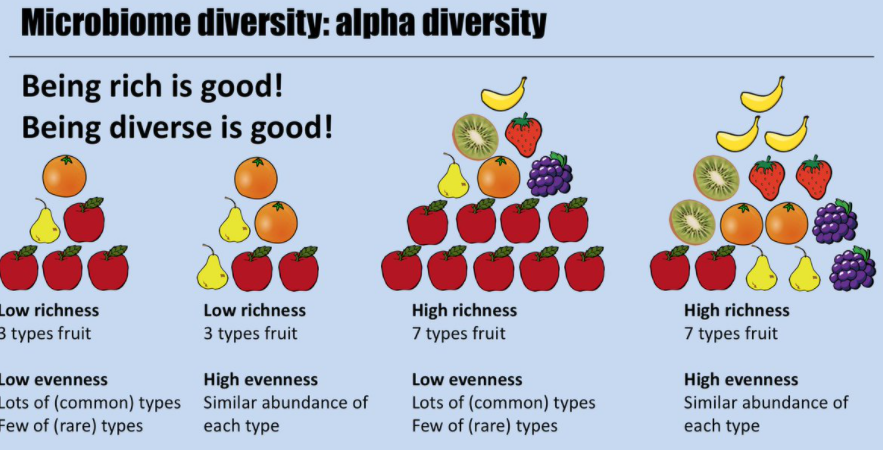 Microbiome diversity: alpha diversity
Being rich is good!
Being diverse is good!
Low richness
3 types fruit
Low evenness
Lots of (common) types
Few of (rare) types
Low richness
3 types fruit
High evenness
Similar abundance of
each type
High richness
7 types fruit
Low evenness
Lots of (common) types
Few of (rare) types
High richness
7 types fruit
High evenness
Similar abundance of
each type